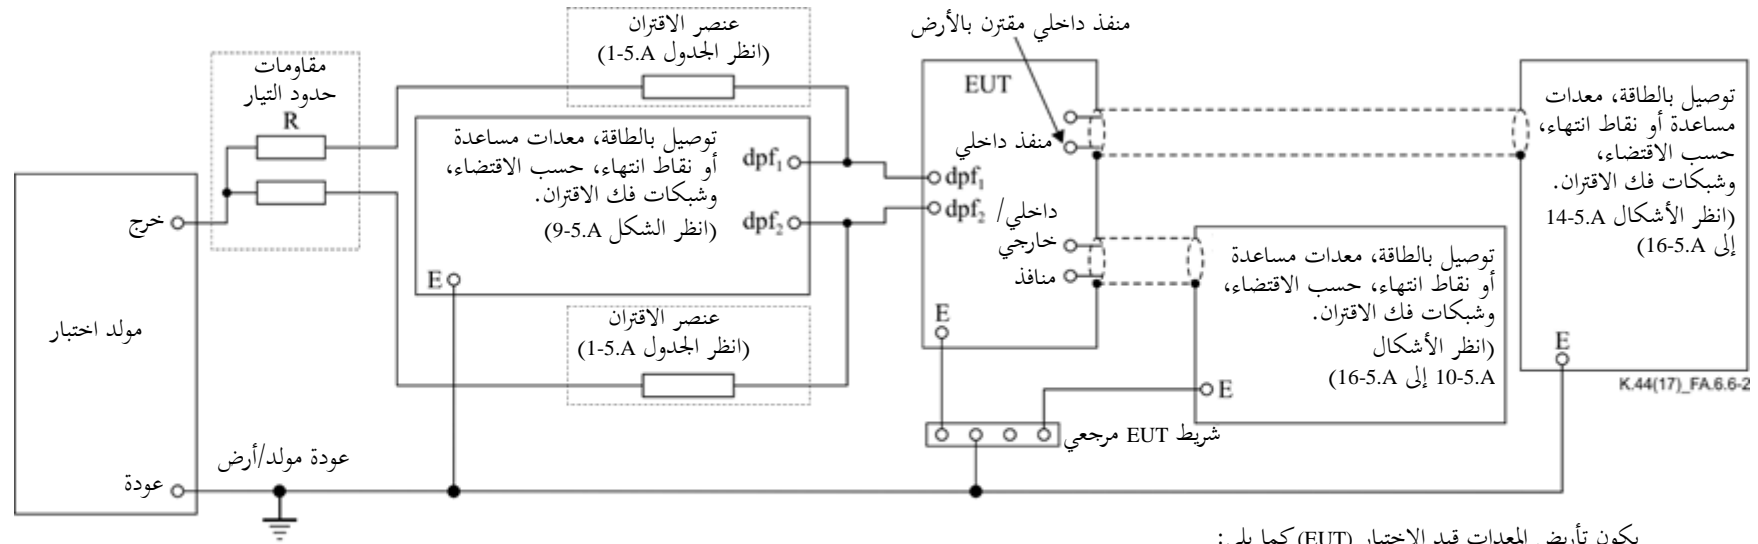 عنصر الاقتران
(انظر الجدول 1-5.A)
مقاومات
حدود التيار
R
مولد اختبار
خرج
عودة
عودة مولد/أرض
توصيل بالطاقة، معدات مساعدة
أو نقاط انتهاء، حسب الاقتضاء،
وشبكات فك الاقتران.
(انظر الشكل 9-5.A)
dpf₁
dpf₂
E
عنصر الاقتران
(انظر الجدول 1-5.A)
منفذ داخلي مقترن بالأرض
EUT
منفذ داخلي
dpf₁
dpf₂
داخلي/
خارجي
منافذ
E
شريط EUT مرجعي
توصيل بالطاقة، معدات مساعدة
أو نقاط انتهاء، حسب الاقتضاء،
وشبكات فك الاقتران.
(انظر الأشكال
10-5.A إلى 16-5.A)
E
توصيل بالطاقة، معدات
مساعدة أو نقاط انتهاء،
حسب الاقتضاء،
وشبكات فك الاقتران.
(انظر الأشكال 14-5.A
إلى 16-5.A)
E
K.44(17)_FA.6.6-2
يكون تأريض المعدات قيد الاختبار (EUT) كما يلي: